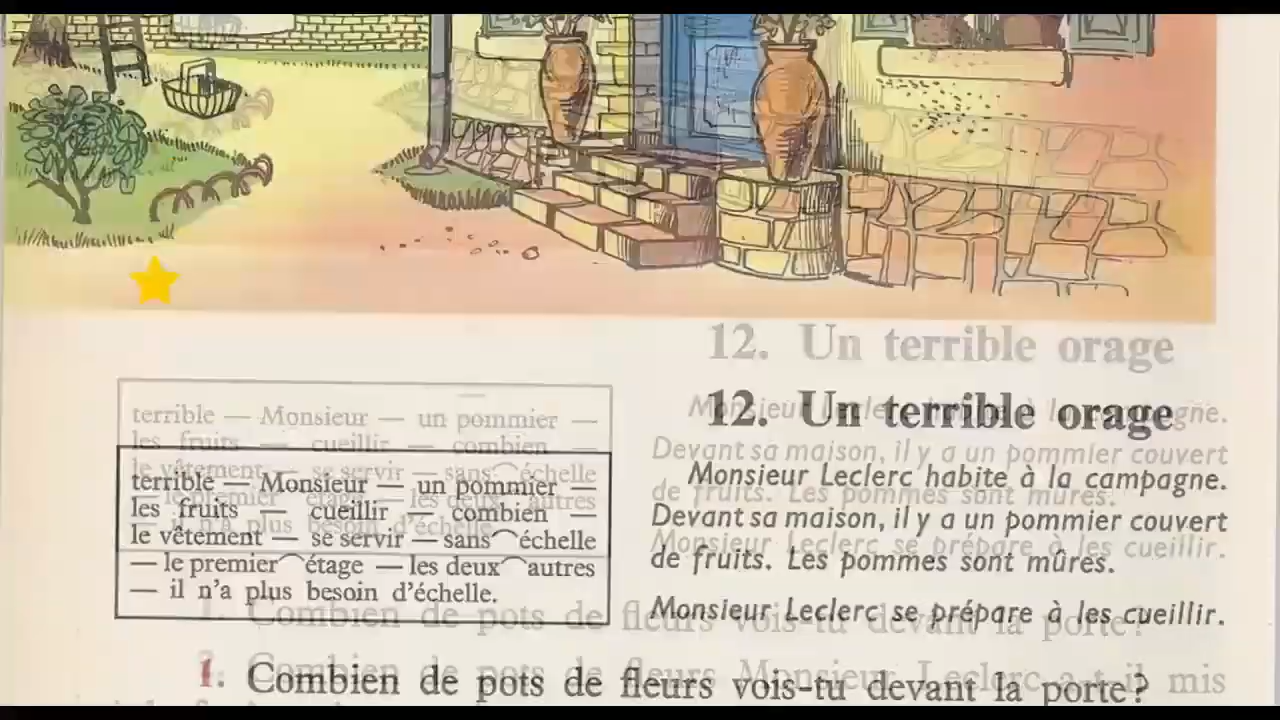 12. Un terrible orage
terrible — Monsieur — un pommier —
les fruits — cueillir — combien —
le vêtement — se servir — sans échelle
— le premier étage — les deux autres
— il n'a plus besoin d'échelle.
Monsieur Leclerc habite à la campagne.
Devant sa maison, il y a un pommier couvert
de fruits. Les pommes sont mûres.
Monsieur Leclerc se prépare à les cueillir.
1. Combien de pots de fleurs vois-tu devant la porte?